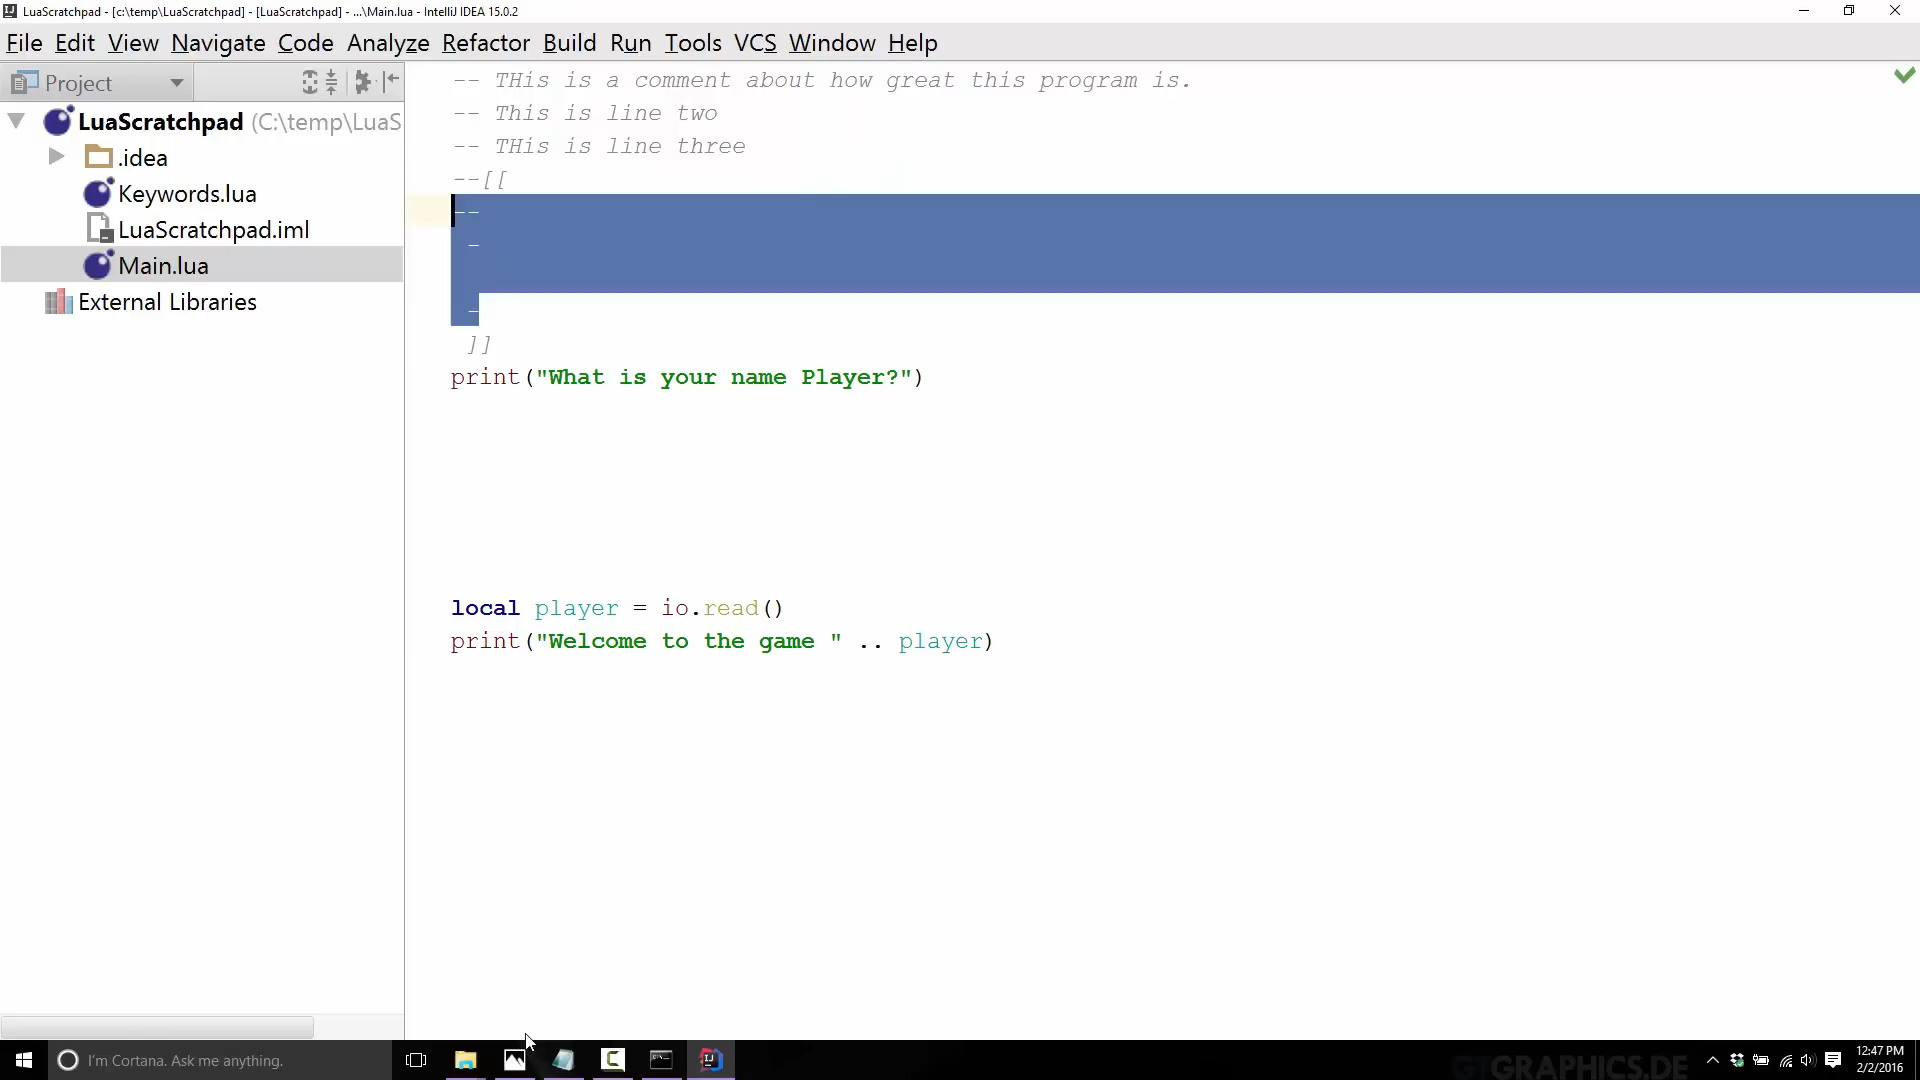 LuaScratchpad - [c:\temp\LuaScratchpad] - [LuaScratchpad] - ...\Main.lua - IntelliJ IDEA 15.0.2
File Edit View Navigate Code Analyze Refactor Build Run Tools VCS Window Help
Project
LuaScratchpad (C:\temp\LuaS
.idea
Keywords.lua
LuaScratchpad.iml
Main.lua
External Libraries
-- THis is a comment about how great this program is.
-- This is line two
-- THis is line three
--[[
--
-
-
]]
print("What is your name Player?")
local player = io.read()
print("Welcome to the game " .. player)
I'm Cortana. Ask me anything.
GTGRAPHICS.DE
12:47 PM
2/2/2016